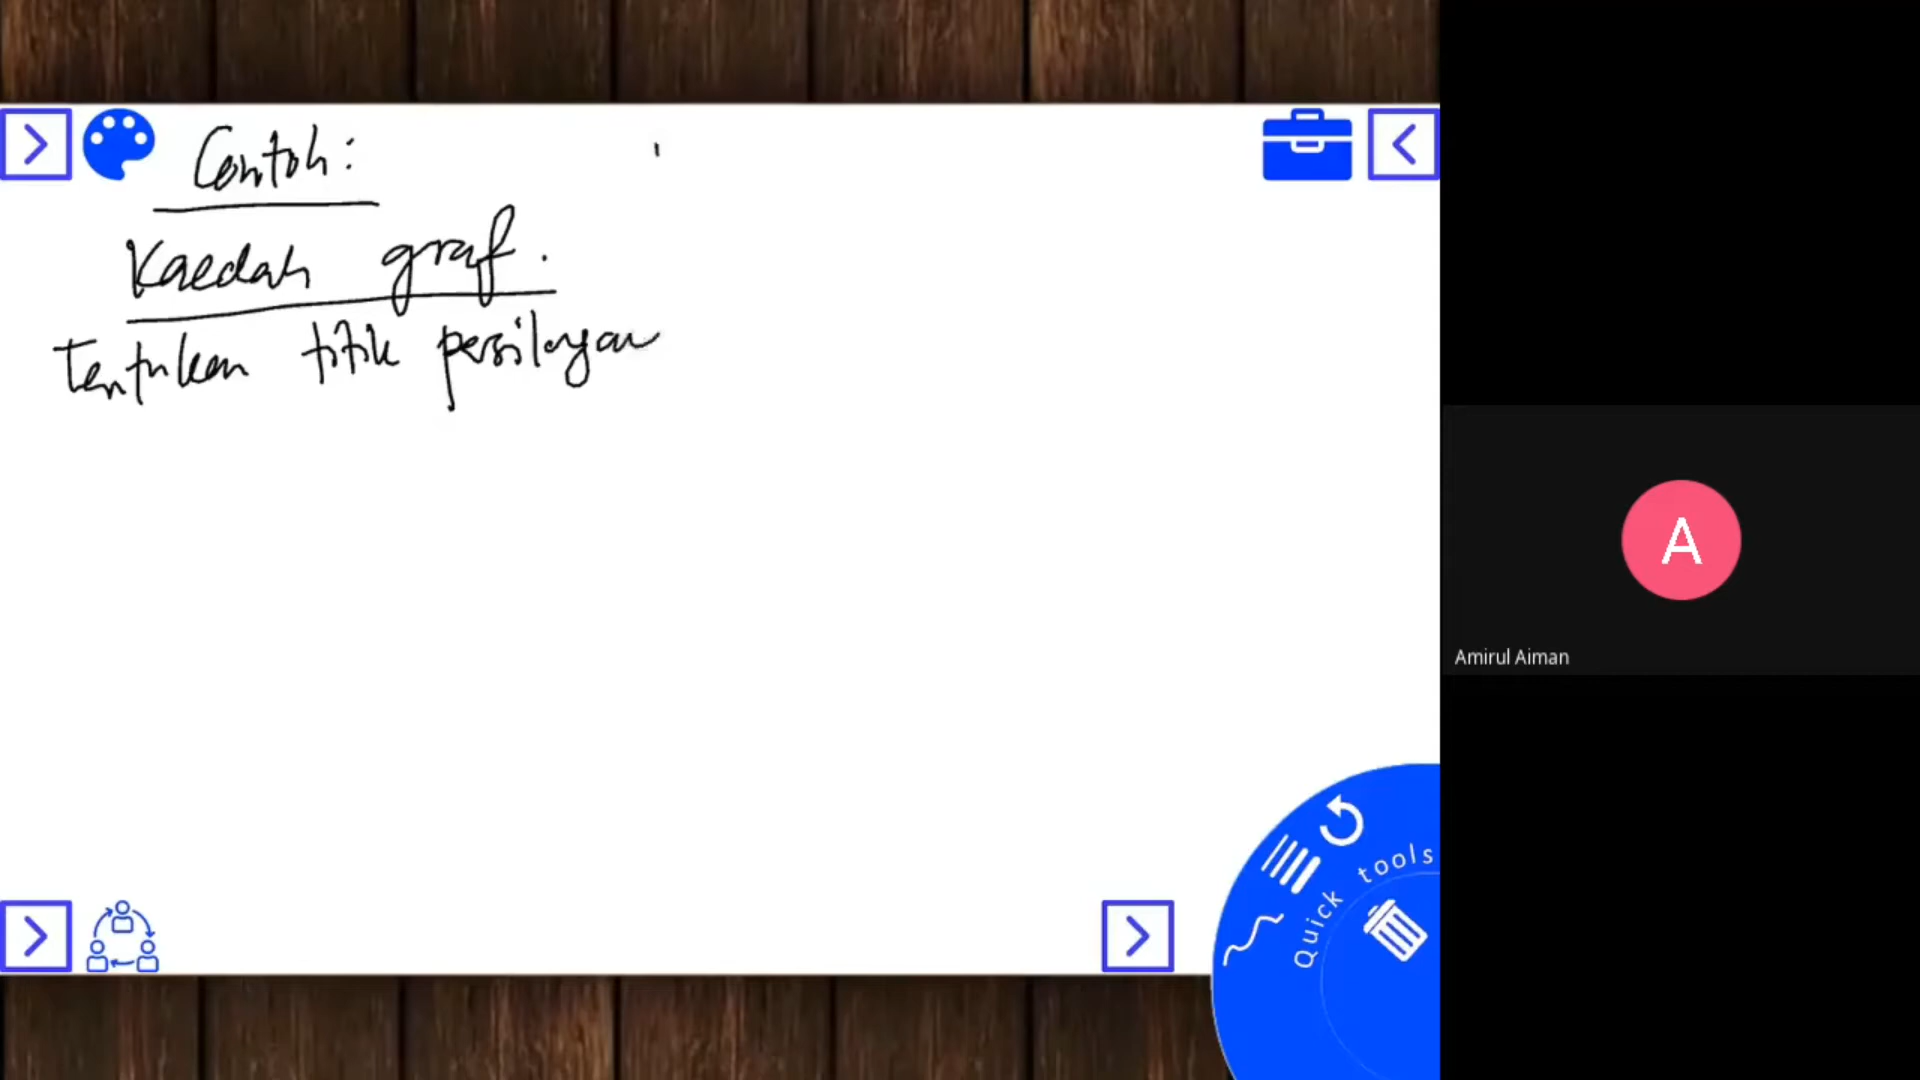 Contoh:
Kaedah graf.
Tentukan titik persilangan
Quick tools
A
Amirul Aiman